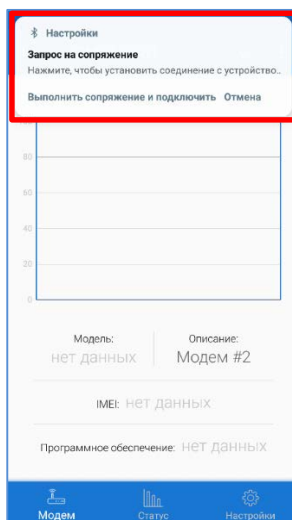 Настройки
Запрос на сопряжение
Нажмите, чтобы установить соединение с устройство..
Выполнить сопряжение и подключить Отмена
80
60
40
20
0
Модель: Описание:
нет данных Модем #2
IMEI: нет данных
Программное обеспечение: нет данных
Модем Статус Настройки